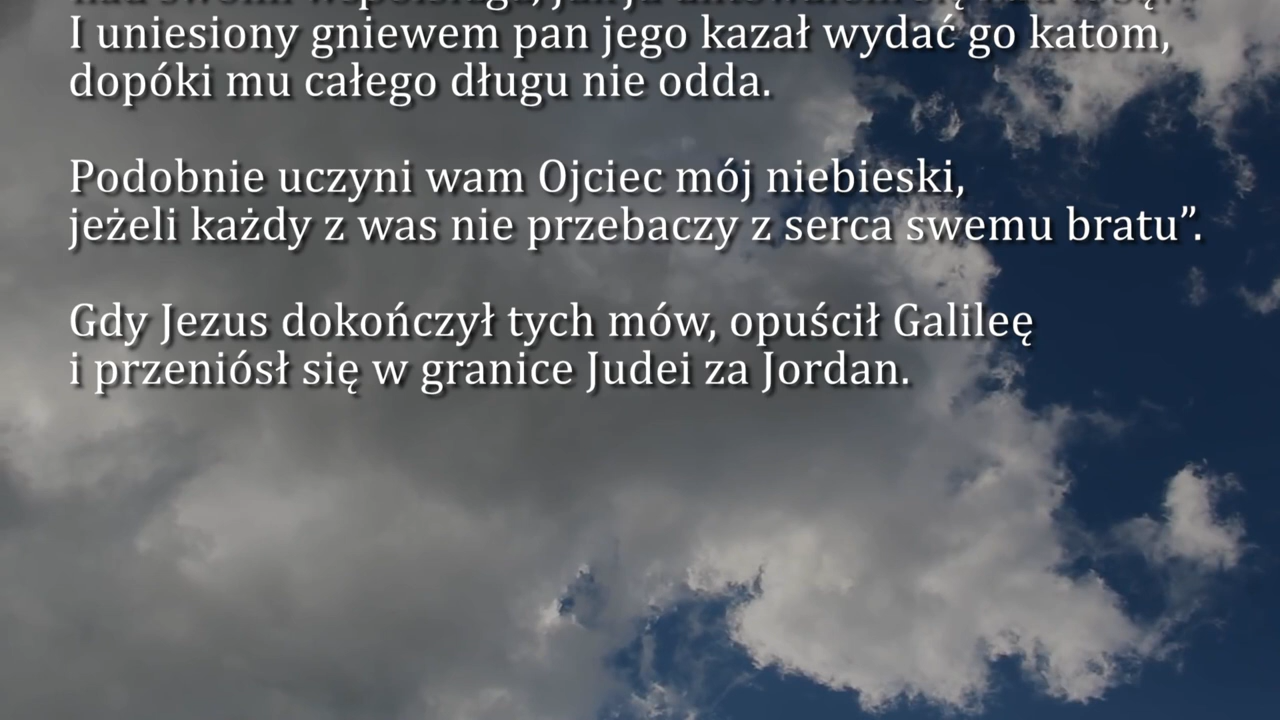 I uniesiony gniewem pan jego kazał wydać go katom,
dopóki mu całego długu nie odda.
Podobnie uczyni wam Ojciec mój niebieski,
jeżeli każdy z was nie przebaczy z serca swemu bratu”.
Gdy Jezus dokończył tych mów, opuścił Galileę
i przeniósł się w granice Judei za Jordan.